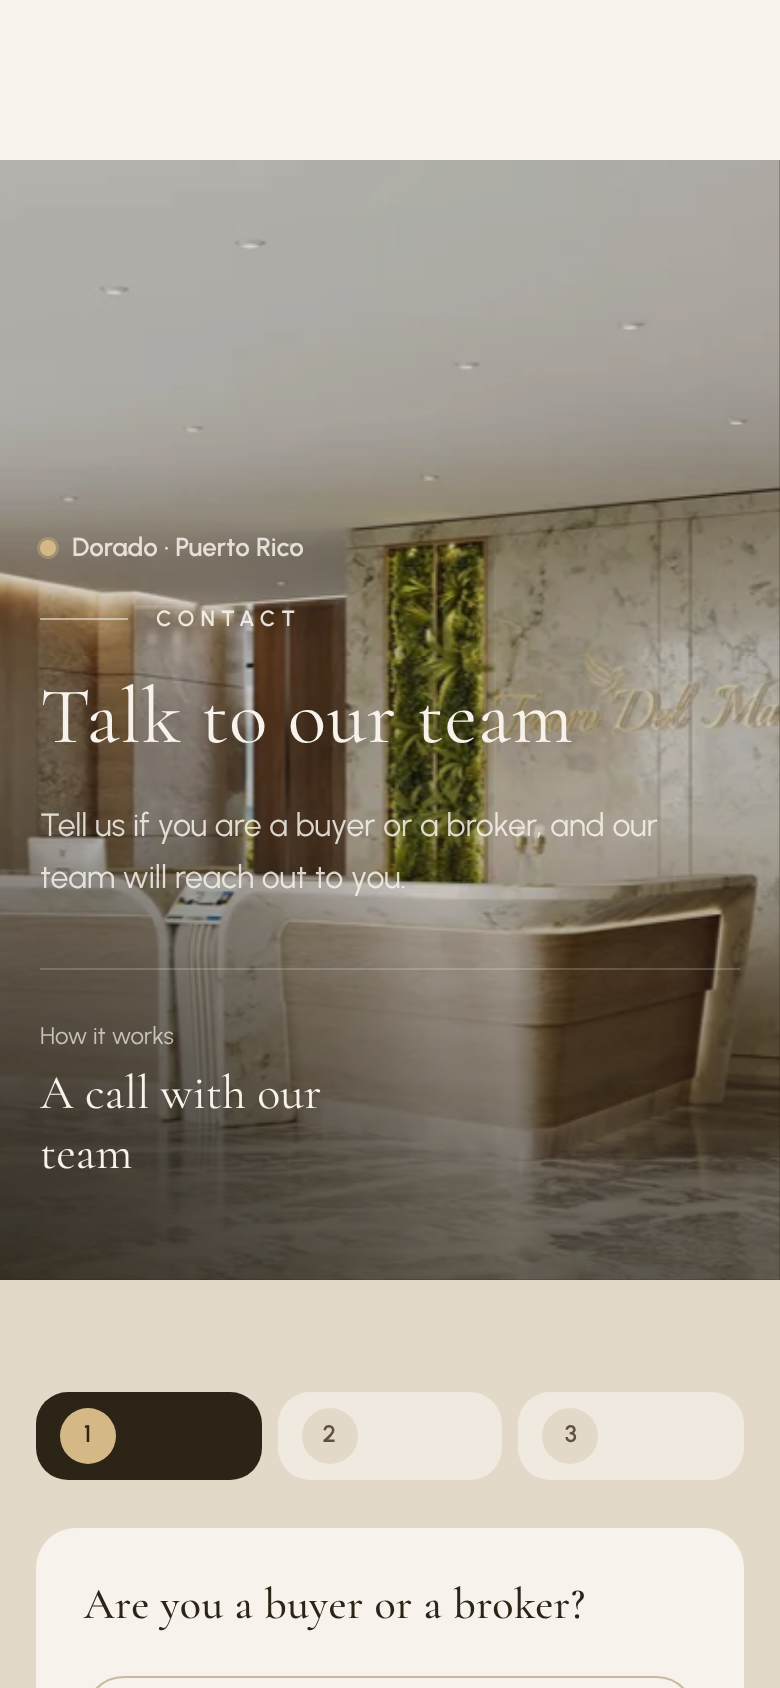 Dorado · Puerto Rico
CONTACT
Talk to our team
Del Ma
Tell us if you are a buyer or a broker, and our
team will reach out to you.
How it works
A call with our
team
1
2
3
Are you a buyer or a broker?